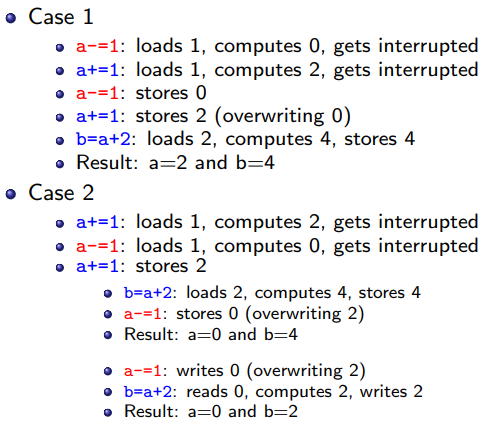 Case 1
a-=1: loads 1, computes 0, gets interrupted
a+=1: loads 1, computes 2, gets interrupted
a-=1: stores 0
a+=1: stores 2 (overwriting 0)
b=a+2: loads 2, computes 4, stores 4
Result: a=2 and b=4
Case 2
a+=1: loads 1, computes 2, gets interrupted
a-=1: loads 1, computes 0, gets interrupted
a+=1: stores 2
b=a+2: loads 2, computes 4, stores 4
a-=1: stores 0 (overwriting 2)
Result: a=0 and b=4
a-=1: writes 0 (overwriting 2)
b=a+2: reads 0, computes 2, writes 2
Result: a=0 and b=2